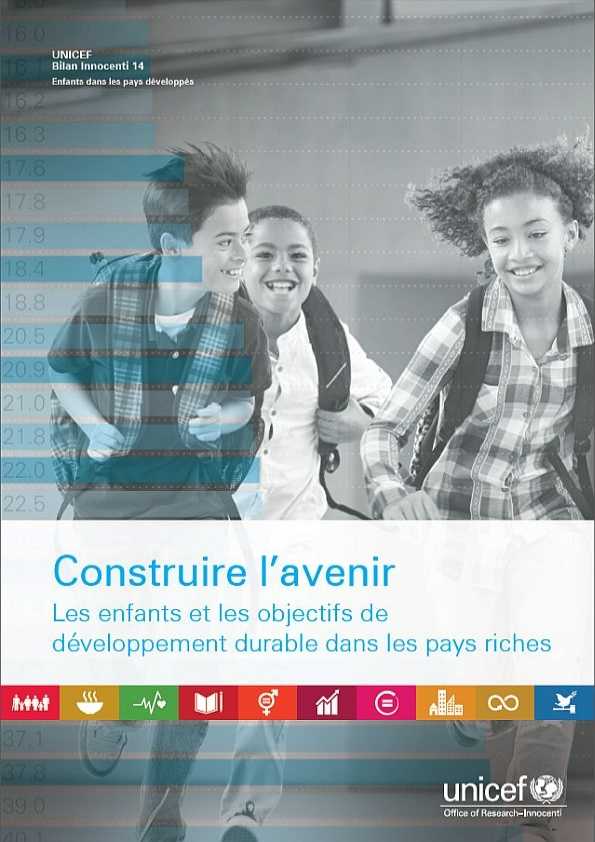 16.0
UNICEF
Bilan Innocenti 14
Enfants dans les pays développés
16.2
16.3
17.6
17.8
17.9
18.4
18.8
20.5
20.9
21.0
21.8
22.0
22.5
Construire l’avenir
Les enfants et les objectifs de
développement durable dans les pays riches
37.1
37.8
39.0
40.1
unicef
Office of Research–Innocenti